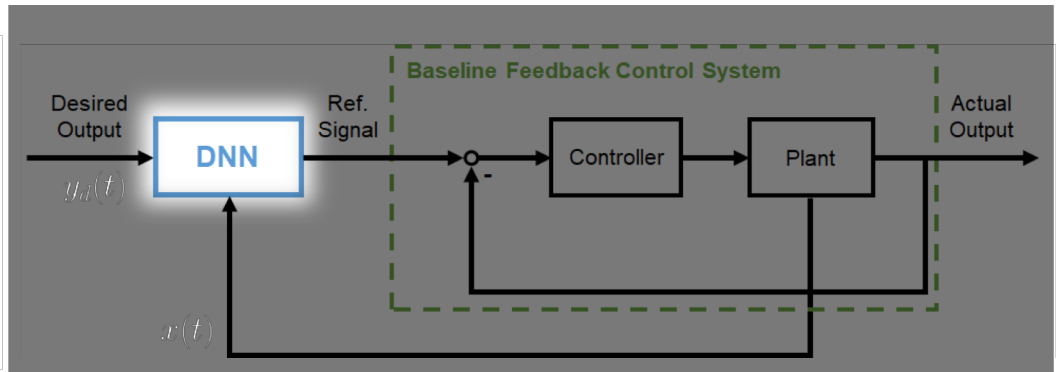 Baseline Feedback Control System
Desired
Output
Ref.
Signal
Actual
Output
DNN
Controller
Plant
-
y_d(t)
x(t)